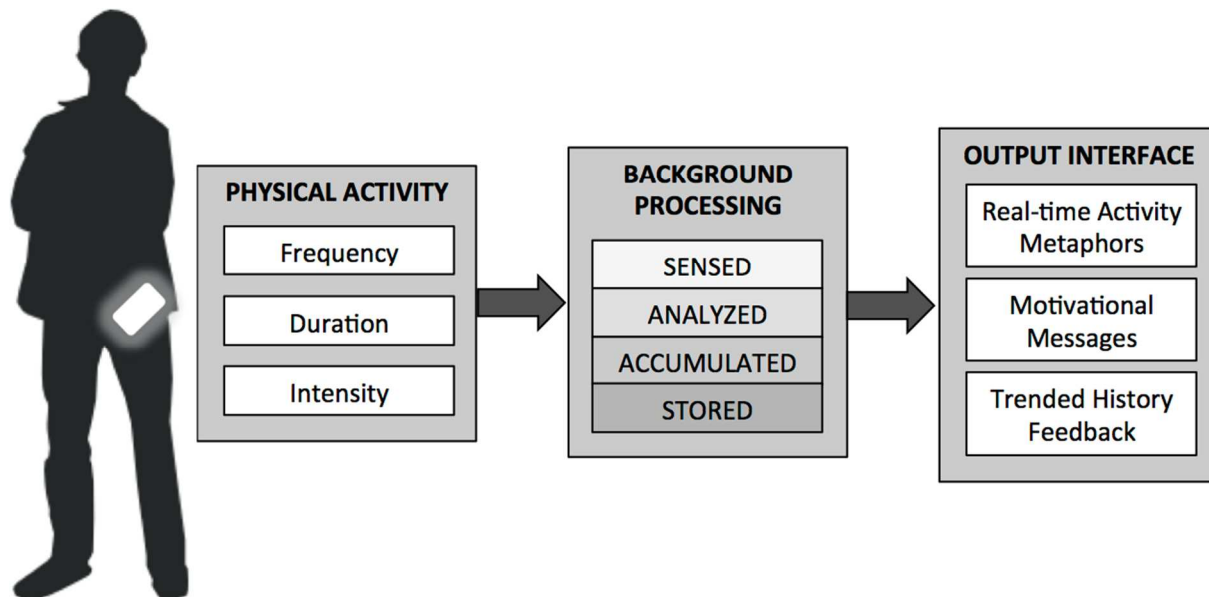 PHYSICAL ACTIVITY
Frequency
Duration
Intensity
BACKGROUND
PROCESSING
SENSED
ANALYZED
ACCUMULATED
STORED
OUTPUT INTERFACE
Real-time Activity
Metaphors
Motivational
Messages
Trended History
Feedback